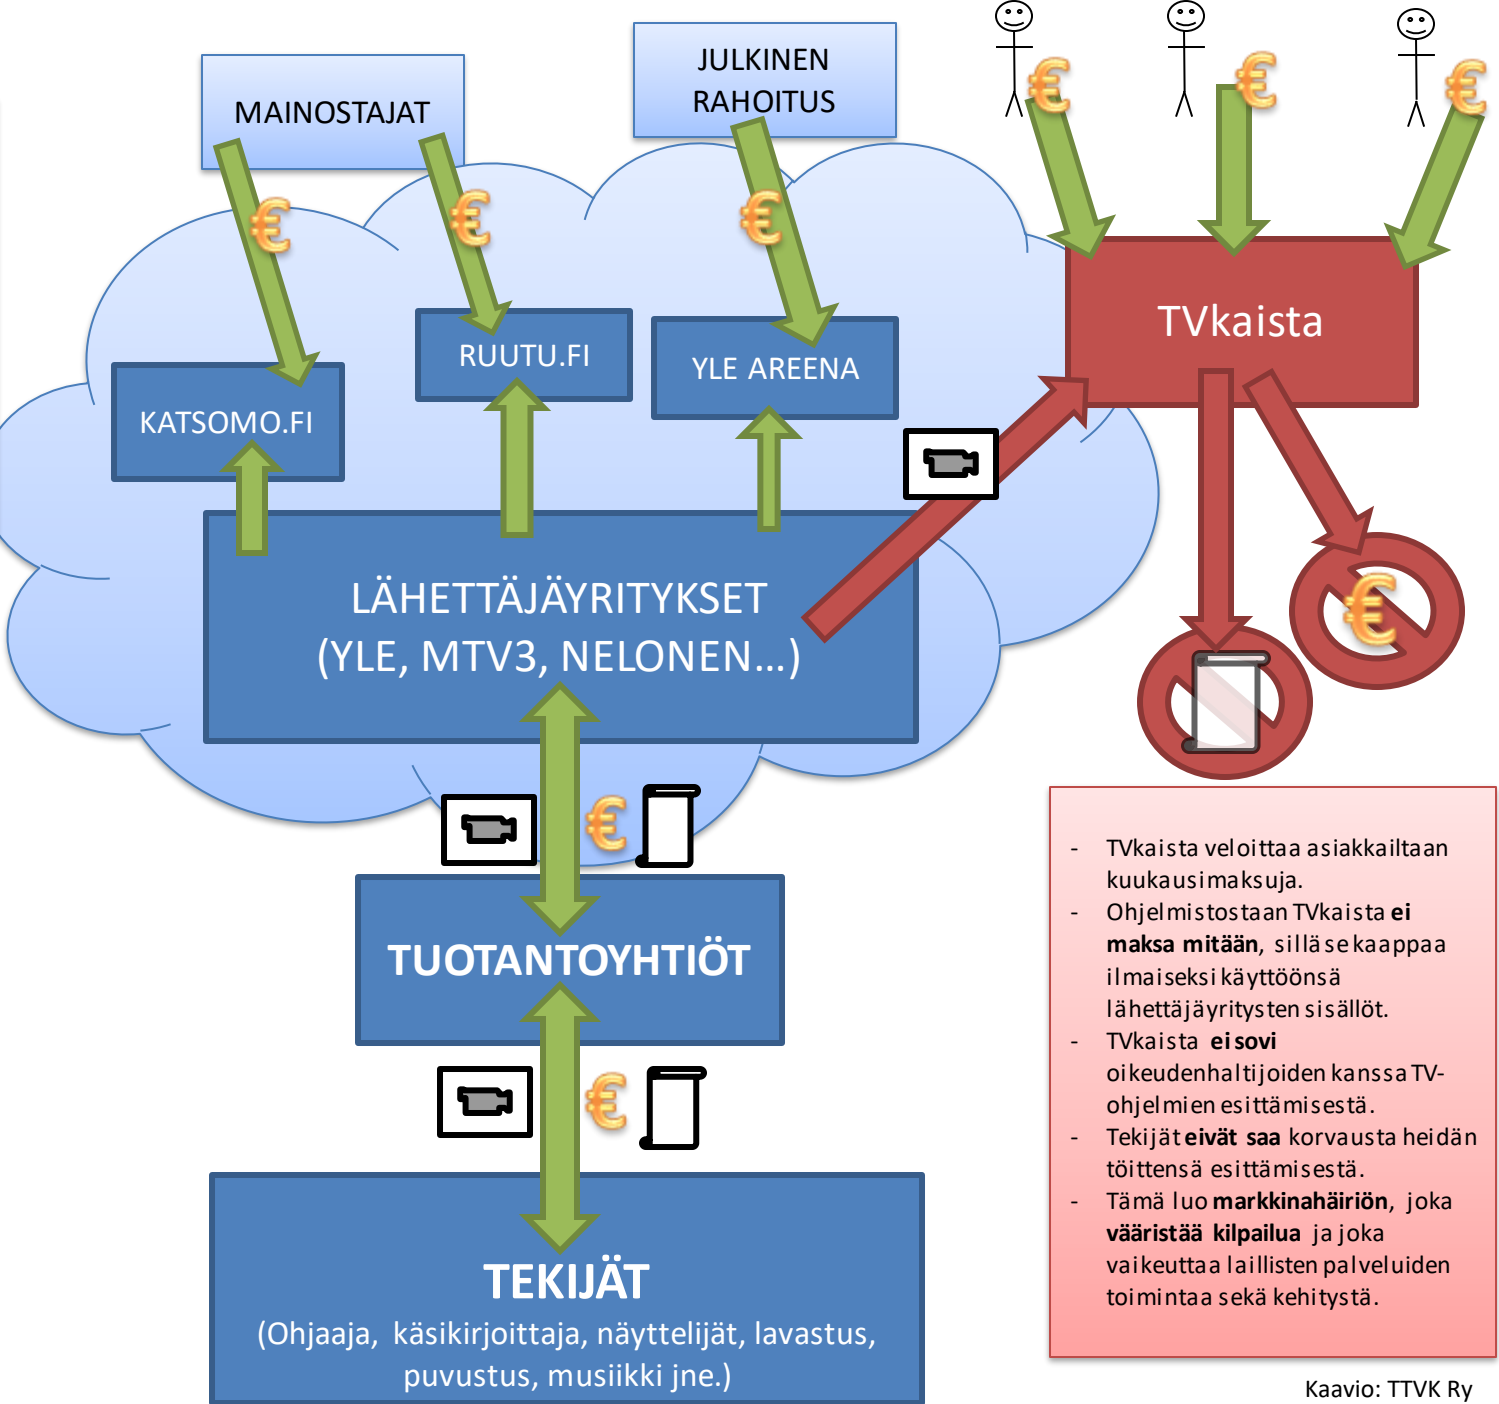 MAINOSTAJAT
JULKINEN
RAHOITUS
TVkaista
RUUTU.FI
YLE AREENA
KATSOMO.FI
LÄHETTÄJÄYRITYKSET
(YLE, MTV3, NELONEN...)
TUOTANTOYHTIÖT
TEKIJÄT
(Ohjaaja, käsikirjoittaja, näyttelijät, lavastus,
puvustus, musiikki jne.)
- TVkaista veloittaa asiakkailtaan
kuukausimaksuja.
- Ohjelmistostaan TVkaista ei
maksa mitään, sillä se kaappaa
ilmaiseksi käyttöönsä
lähettäjäyritysten sisällöt.
- TVkaista ei sovi
oikeudenhaltijoiden kanssa TV-
ohjelmien esittämisestä.
- Tekijät eivät saa korvausta heidän
töittensä esittämisestä.
- Tämä luo markkinahäiriön, joka
vääristää kilpailua ja joka
vaikeuttaa laillisten palveluiden
toimintaa sekä kehitystä.
Kaavio: TTVK Ry